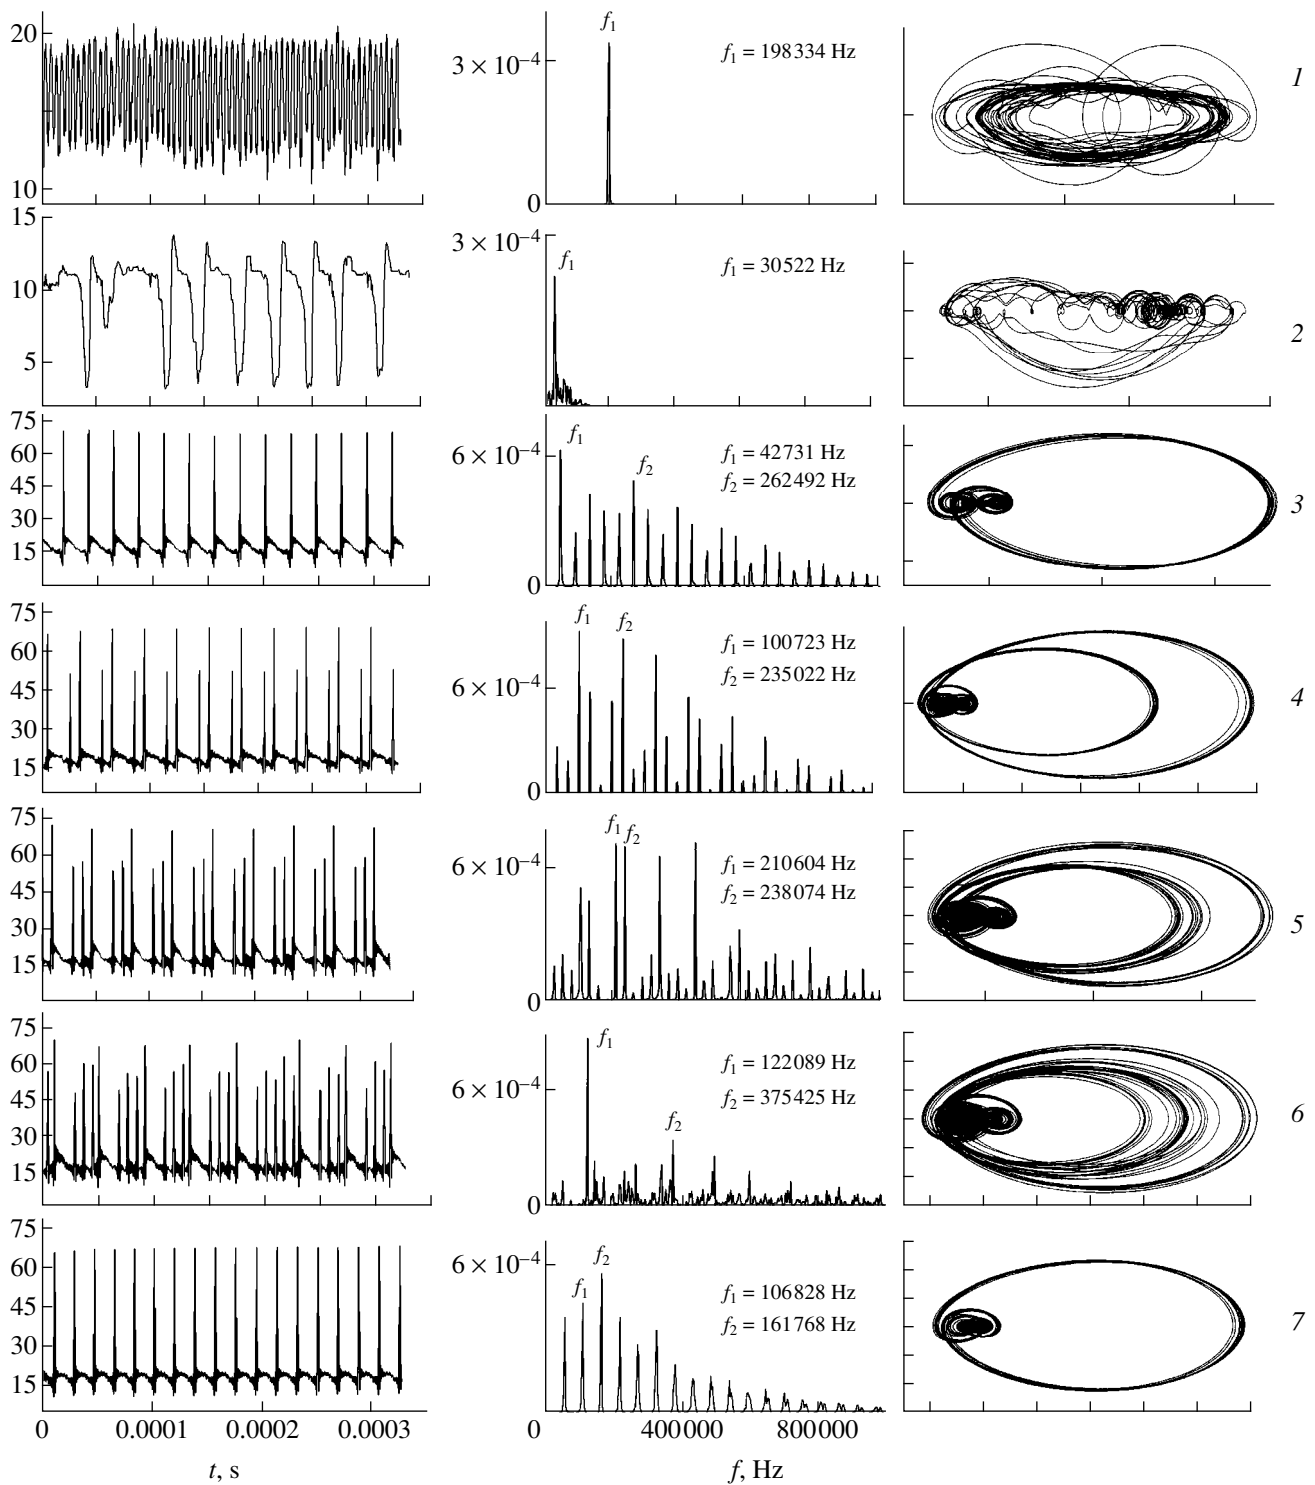 20
10
f₁
3 × 10⁻⁴
0
f₁ = 198334 Hz
1
15
10
5
3 × 10⁻⁴
f₁
f₁ = 30522 Hz
2
75
60
45
30
15
f₁
6 × 10⁻⁴
f₂
0
f₁ = 42731 Hz
f₂ = 262492 Hz
3
75
60
45
30
15
f₁
f₂
6 × 10⁻⁴
0
f₁ = 100723 Hz
f₂ = 235022 Hz
4
75
60
45
30
15
f₁ f₂
6 × 10⁻⁴
0
f₁ = 210604 Hz
f₂ = 238074 Hz
5
75
60
45
30
15
f₁
6 × 10⁻⁴
f₂
0
f₁ = 122089 Hz
f₂ = 375425 Hz
6
75
60
45
30
15
6 × 10⁻⁴
f₂
f₁
f₁ = 106828 Hz
f₂ = 161768 Hz
7
0 0.0001 0.0002 0.0003
t, s
0 400000 800000
f, Hz